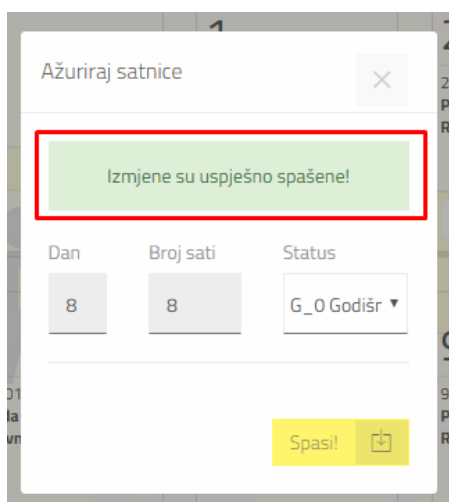 Ažuriraj satnice
Izmjene su uspješno spašene!
Dan Broj sati Status
8 8 G_0 Godišr
Spasi!